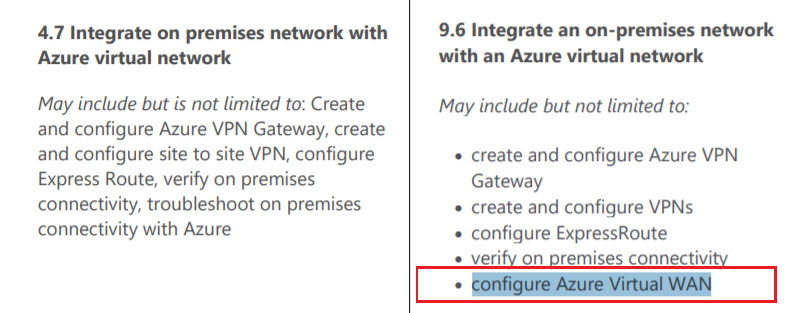 4.7 Integrate on premises network with
Azure virtual network
May include but is not limited to: Create
and configure Azure VPN Gateway, create
and configure site to site VPN, configure
Express Route, verify on premises
connectivity, troubleshoot on premises
connectivity with Azure
9.6 Integrate an on-premises network
with an Azure virtual network
May include but not limited to:
• create and configure Azure VPN
Gateway
• create and configure VPNs
• configure ExpressRoute
• verify on premises connectivity
• configure Azure Virtual WAN